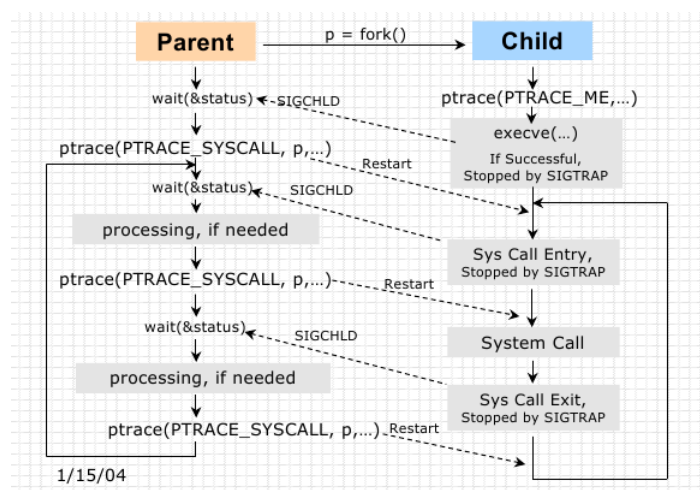 Parent
p = fork()
Child
wait(&status)
SIGCHLD
ptrace(PTRACE_ME,...)
execve(...)
If Successful,
Stopped by SIGTRAP
ptrace(PTRACE_SYSCALL, p,...)
Restart
wait(&status)
SIGCHLD
processing, if needed
Sys Call Entry,
Stopped by SIGTRAP
ptrace(PTRACE_SYSCALL, p,...)
Restart
wait(&status)
SIGCHLD
System Call
processing, if needed
Sys Call Exit,
Stopped by SIGTRAP
ptrace(PTRACE_SYSCALL, p,...)
Restart
1/15/04